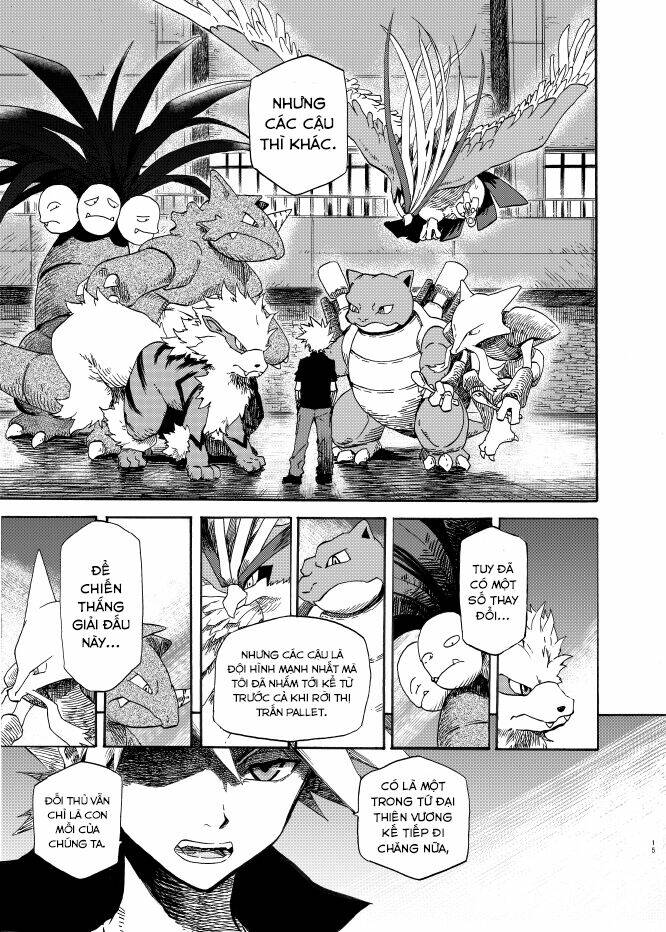 NHƯNG
CÁC CẬU
THÌ KHÁC.
TUY ĐÃ
CÓ MỘT
SỐ THAY
ĐỔI...
NHƯNG CÁC CẬU LÀ
ĐỘI HÌNH MẠNH NHẤT MÀ
TÔI ĐÃ NHẮM TỚI KỂ TỪ
TRƯỚC CẢ KHI RỜI THỊ
TRẤN PALLET.
ĐỂ
CHIẾN
THẮNG
GIẢI ĐẤU
NÀY...
CÓ LÀ MỘT
TRONG TỨ ĐẠI
THIÊN VƯƠNG
KẾ TIẾP ĐI
CHĂNG NỮA,
ĐỐI THỦ VẪN
CHỈ LÀ CON
MỒI CỦA
CHÚNG TA.
15